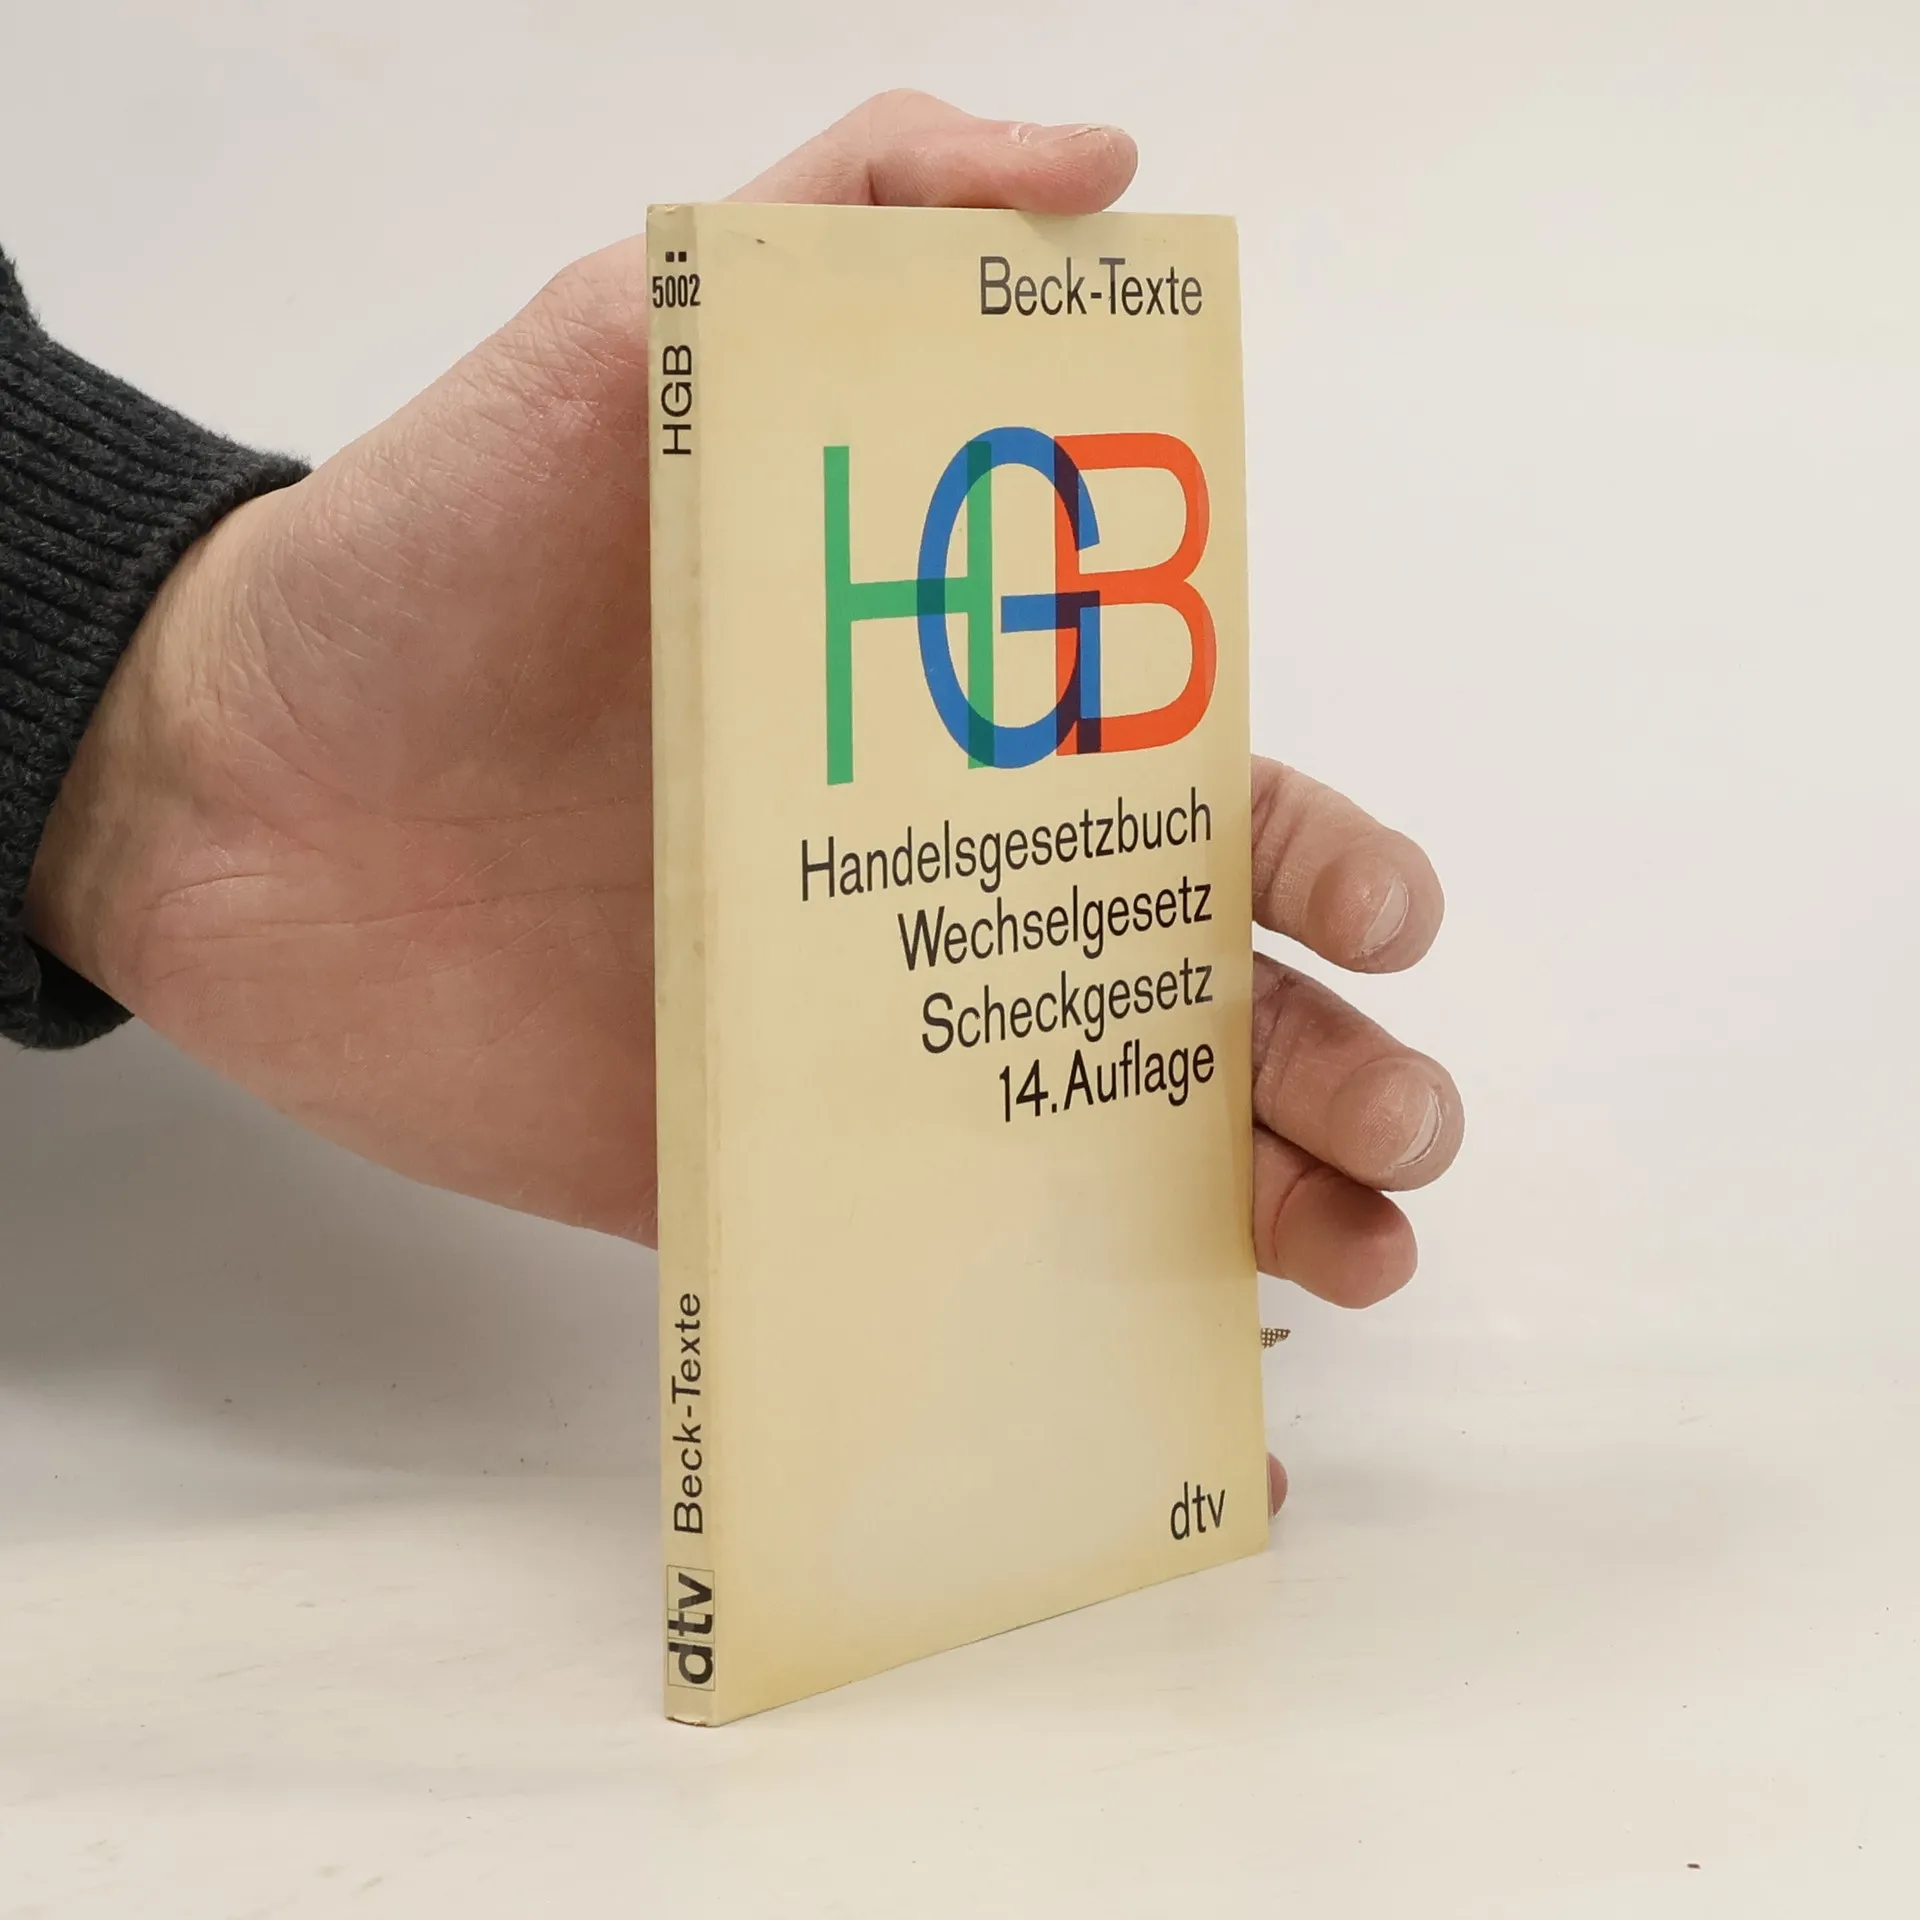 5002
HGB
Beck-Texte
dtv
Beck-Texte
HGB
Handelsgesetzbuch
Wechselgesetz
Scheckgesetz
14. Auflage
dtv